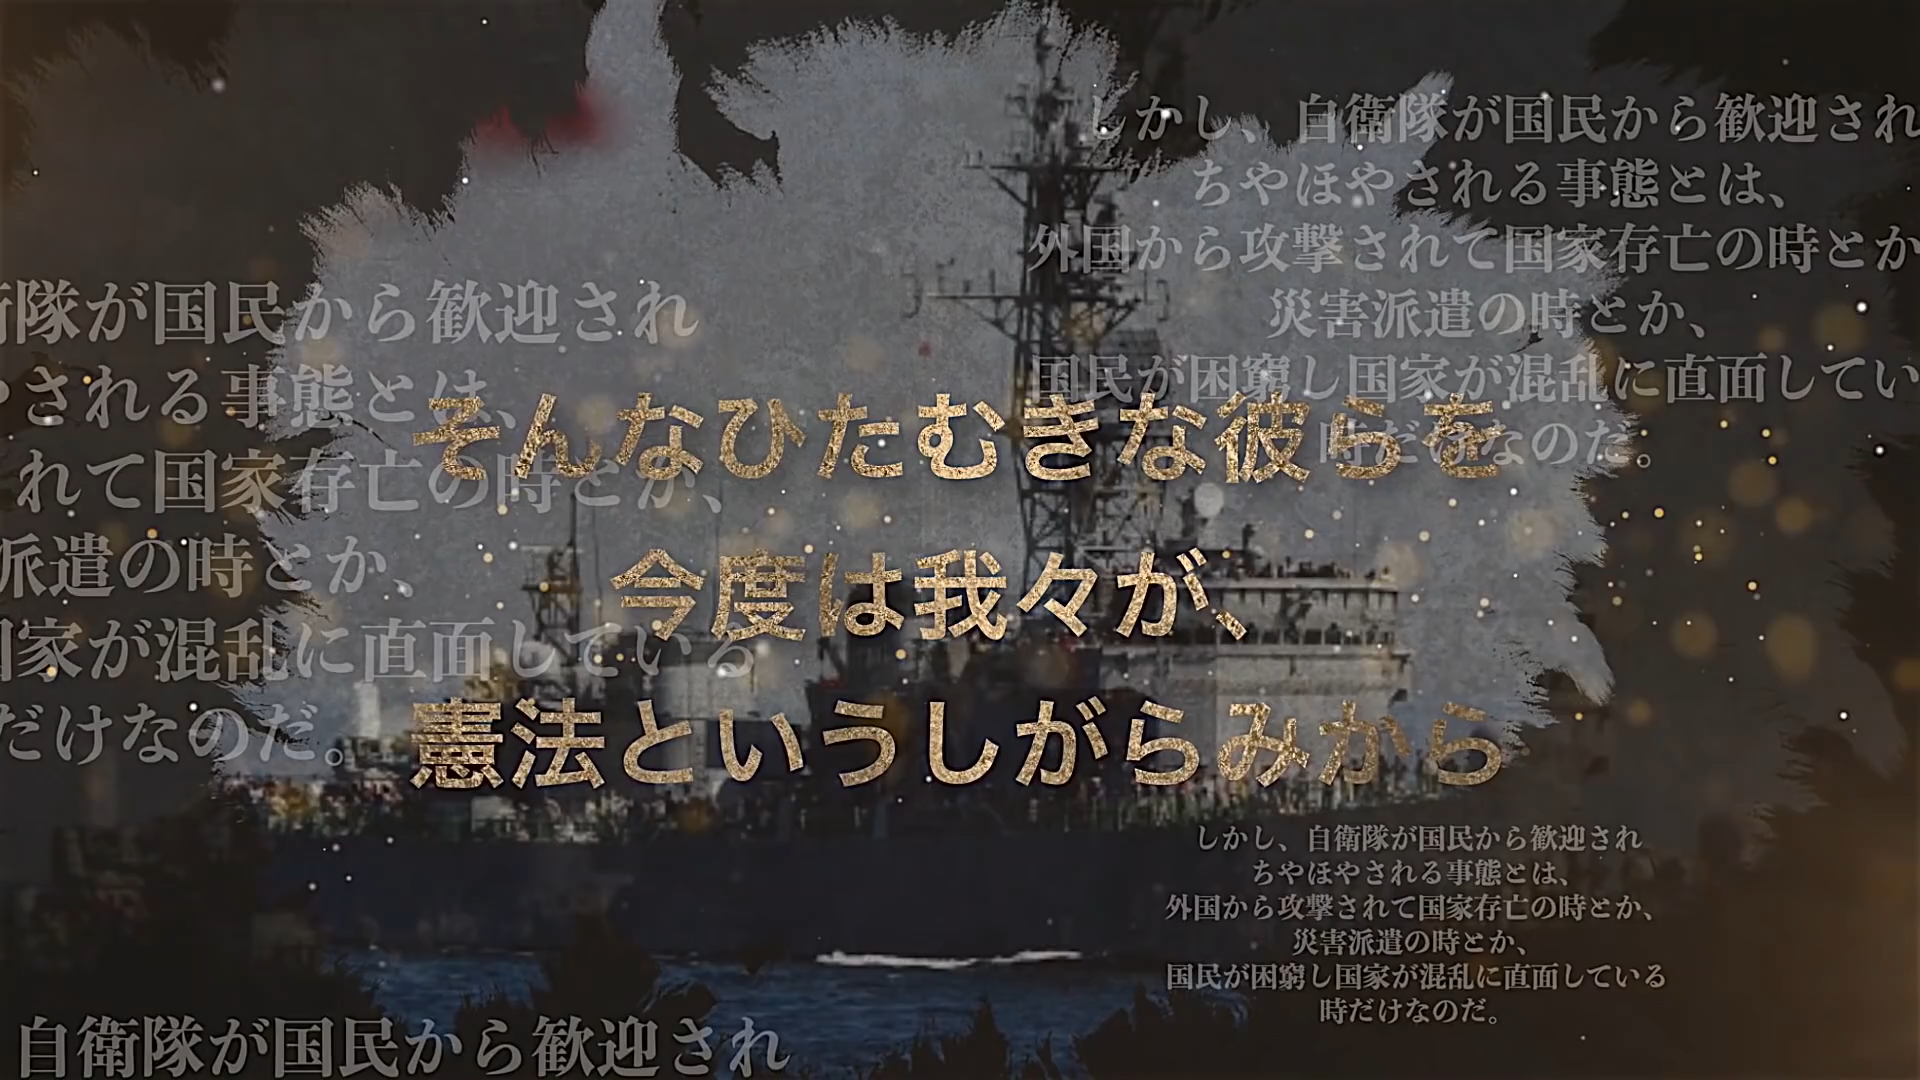 しかし、自衛隊が国民から歓迎され
ちやほやされる事態とは、
外国から攻撃されて国家存亡の時とか
災害派遣の時とか、
国民が困窮し国家が混乱に直面してい
時だけなのだ。
衛隊が国民から歓迎され
やされる事態とは、
れて国家存亡の時とか、
派遣の時とか、
国家が混乱に直面している
だけなのだ。
そんなひたむきな彼らを
今度は我々が、
憲法というしがらみから
しかし、自衛隊が国民から歓迎され
ちやほやされる事態とは、
外国から攻撃されて国家存亡の時とか、
災害派遣の時とか、
国民が困窮し国家が混乱に直面している
時だけなのだ。
自衛隊が国民から歓迎され